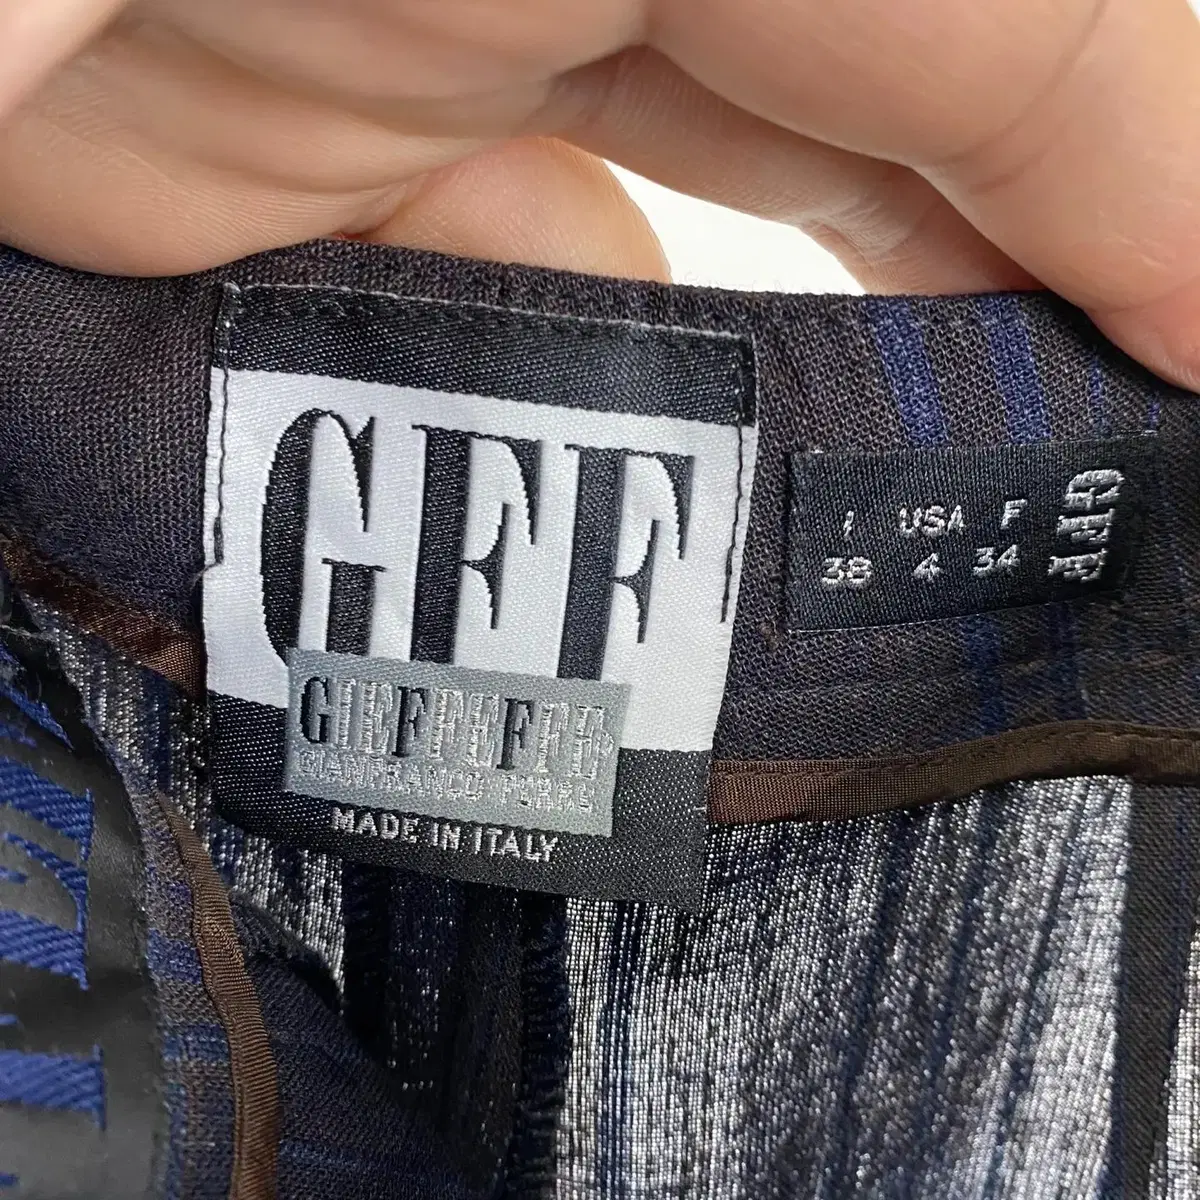 GFF
GIEFFEFFE
GIANFRANCO FERRE
MADE IN ITALY
I USA F
38 4 34
GFF